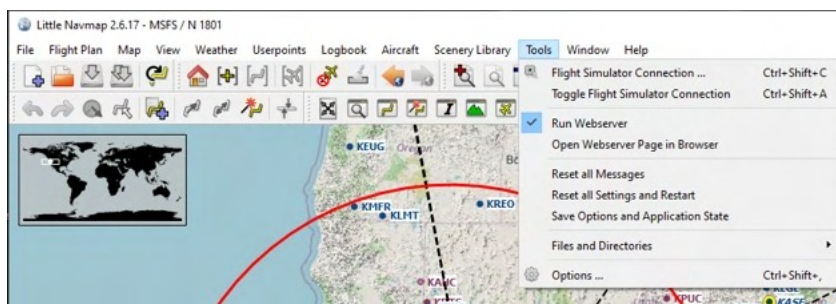 Little Navmap 2.6.17 - MSFS / N 1801
File Flight Plan Map View Weather Userpoints Logbook Aircraft Scenery Library Tools Window Help
Flight Simulator Connection ... Ctrl+Shift+C
Toggle Flight Simulator Connection Ctrl+Shift+A
Run Webserver
Open Webserver Page in Browser
Reset all Messages
Reset all Settings and Restart
Save Options and Application State
Files and Directories
Options ... Ctrl+Shift+,
KEUG Oregon
KMFR
KLMT
KREO
KPUC
KASE